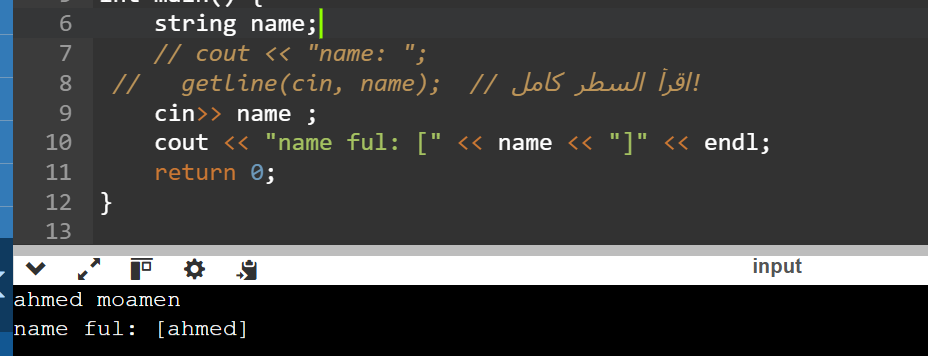 int main() {
6 string name;
7 // cout << "name: ";
8 // getline(cin, name); // اقرأ السطر كامل!
9 cin>> name ;
10 cout << "name ful: [" << name << "]" << endl;
11 return 0;
12 }
13
input
ahmed moamen
name ful: [ahmed]